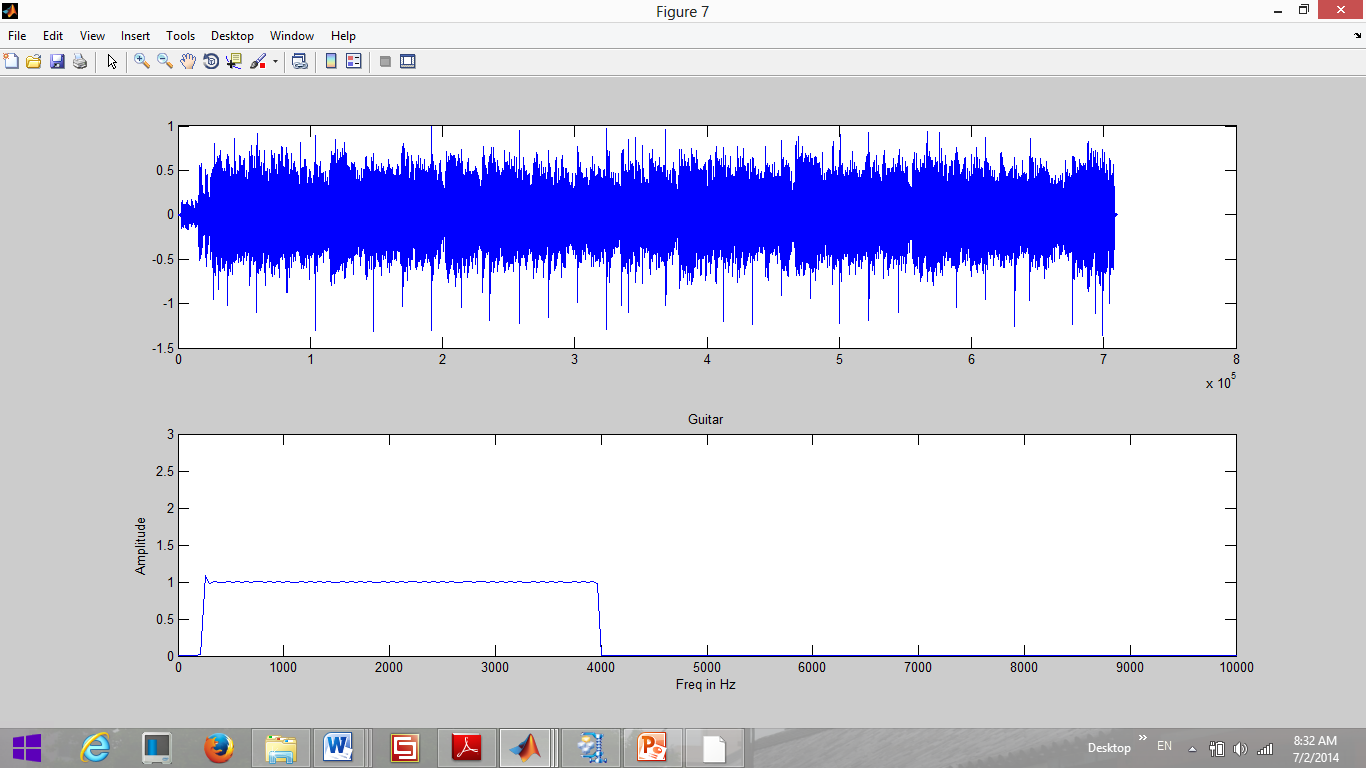 Figure 7
File Edit View Insert Tools Desktop Window Help
1
0.5
0
-0.5
-1
-1.5
0 1 2 3 4 5 6 7 8
x 10^5
Guitar
3
2.5
2
1.5
1
0.5
0
Amplitude
0 1000 2000 3000 4000 5000 6000 7000 8000 9000 10000
Freq in Hz
Desktop » EN 8:32 AM
7/2/2014